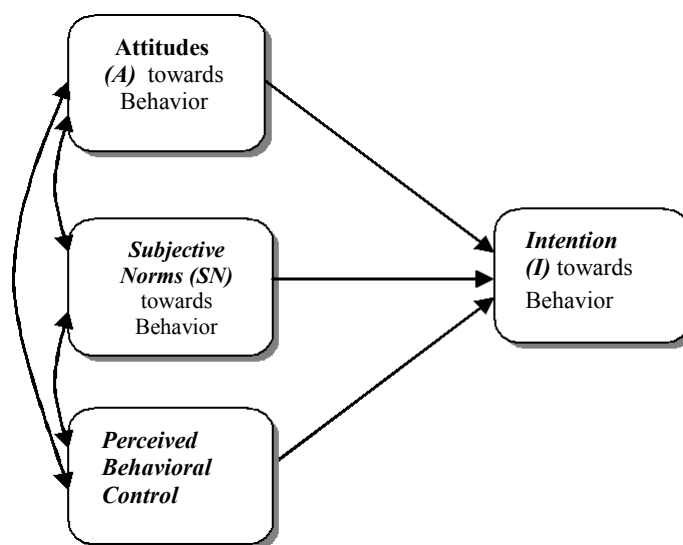 Attitudes
(A) towards
Behavior
Subjective
Norms (SN)
towards
Behavior
Intention
(I) towards
Behavior
Perceived
Behavioral
Control